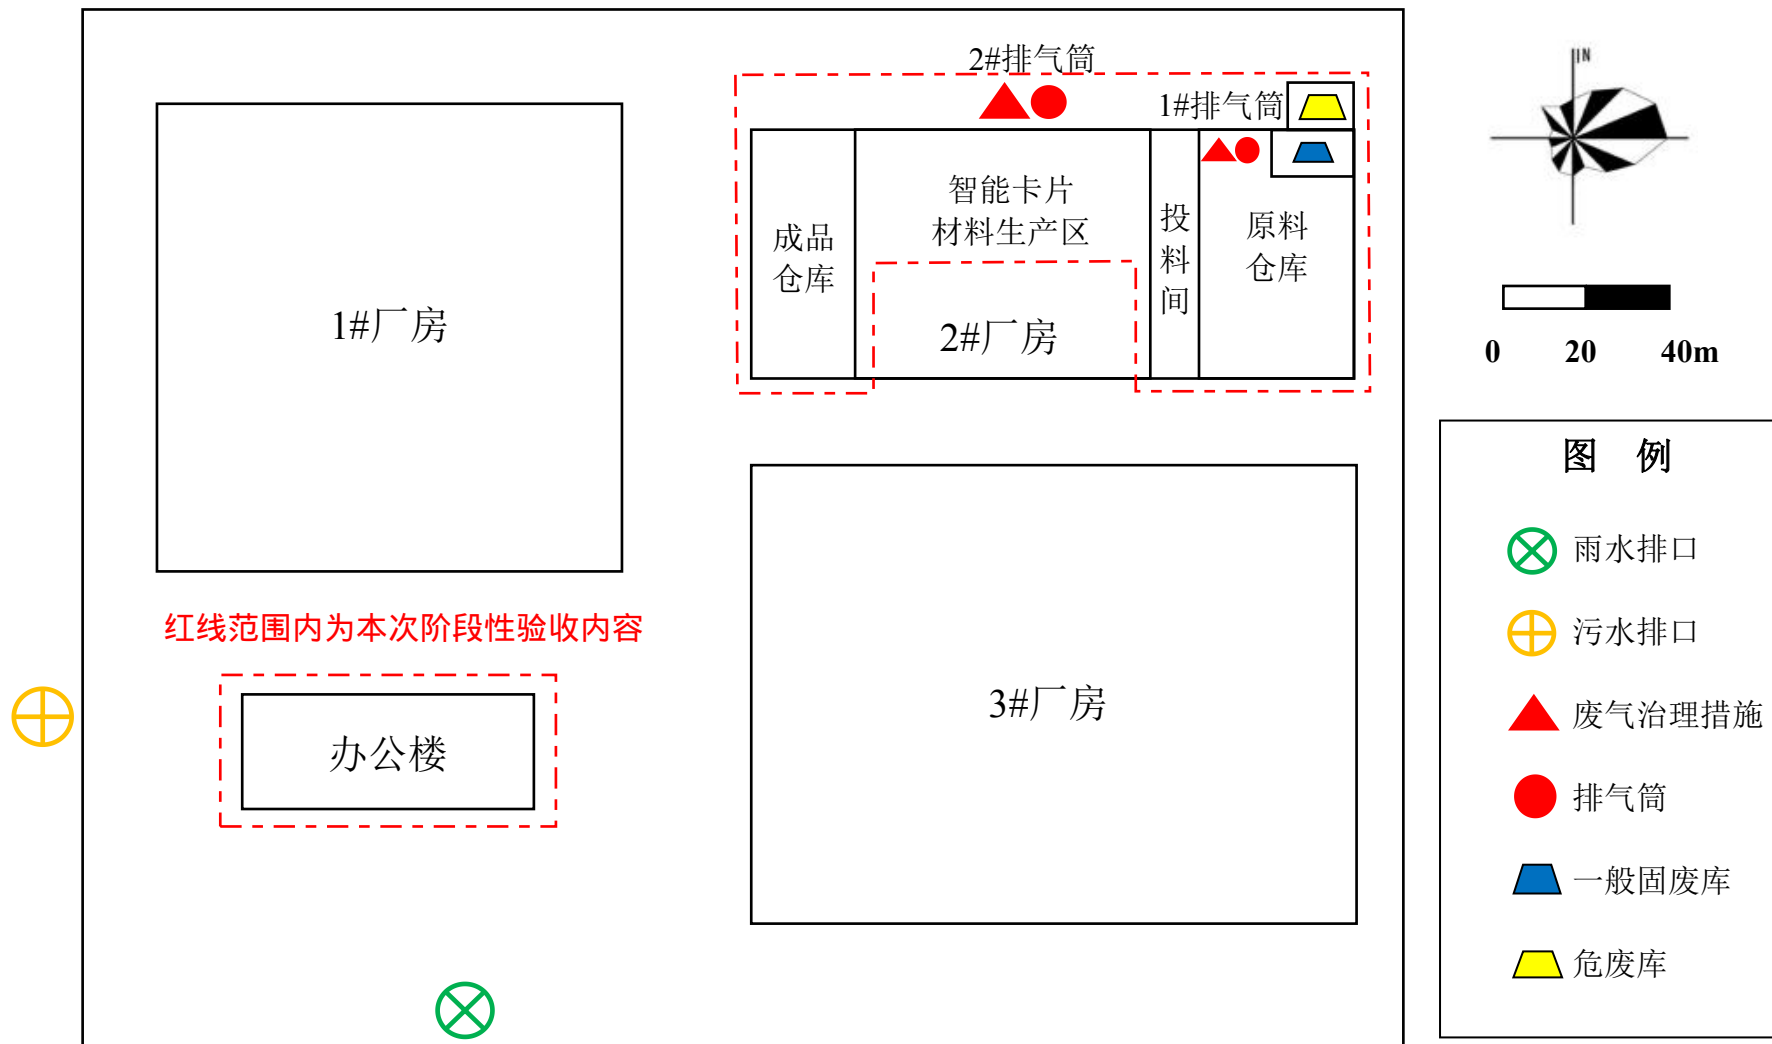 2#排气筒
1#排气筒
智能卡片
材料生产区
成品
仓库
投
料
间
原料
仓库
1#厂房
2#厂房
红线范围内为本次阶段性验收内容
办公楼
3#厂房
N
0 20 40m
图 例
雨水排口
污水排口
废气治理措施
排气筒
一般固废库
危废库